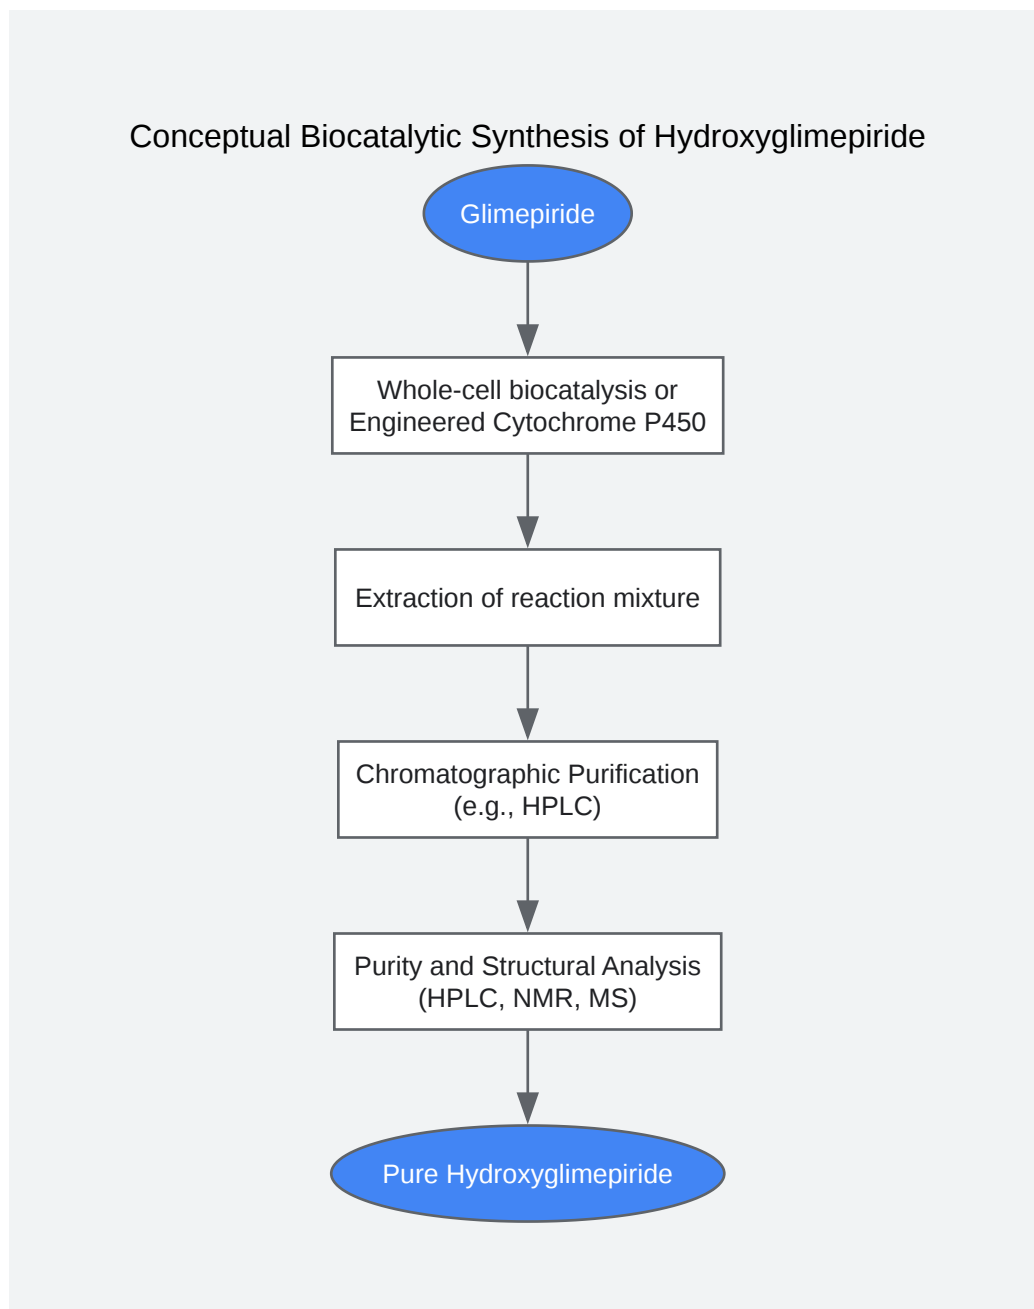 Conceptual Biocatalytic Synthesis of Hydroxyglimepiride
Glimepiride
Whole-cell biocatalysis or
Engineered Cytochrome P450
Extraction of reaction mixture
Chromatographic Purification
(e.g., HPLC)
Purity and Structural Analysis
(HPLC, NMR, MS)
Pure Hydroxyglimepiride